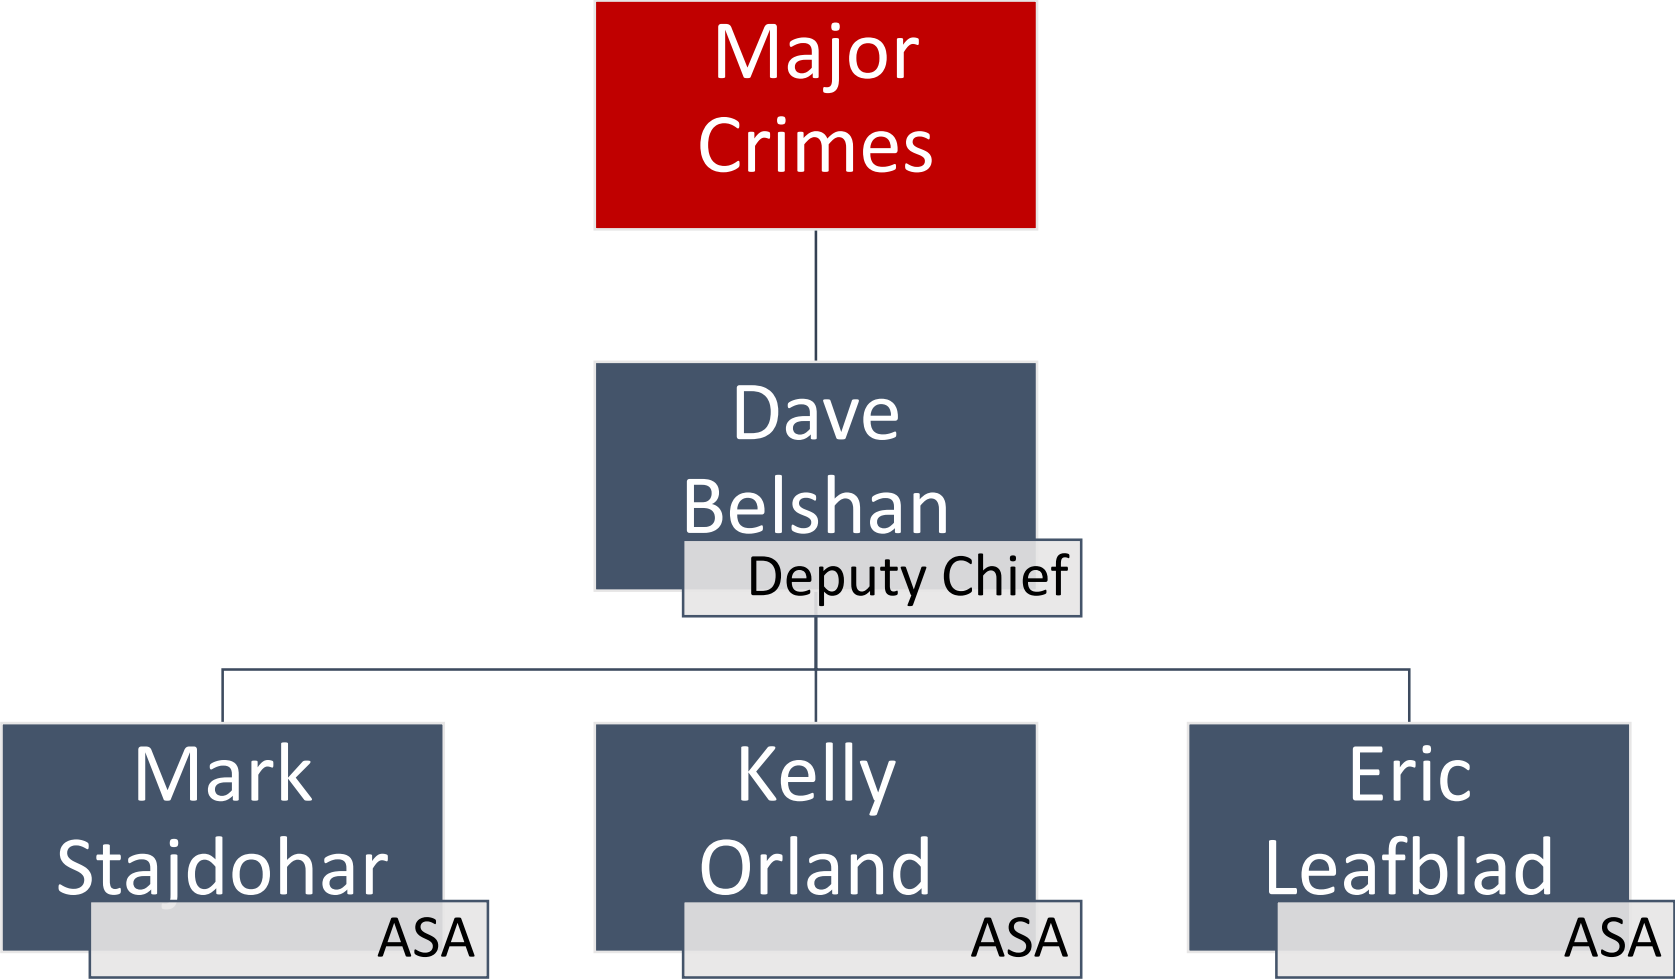 Major
Crimes
Dave
Belshan
Deputy Chief
Mark
Stajdohar
ASA
Kelly
Orland
ASA
Eric
Leafblad
ASA